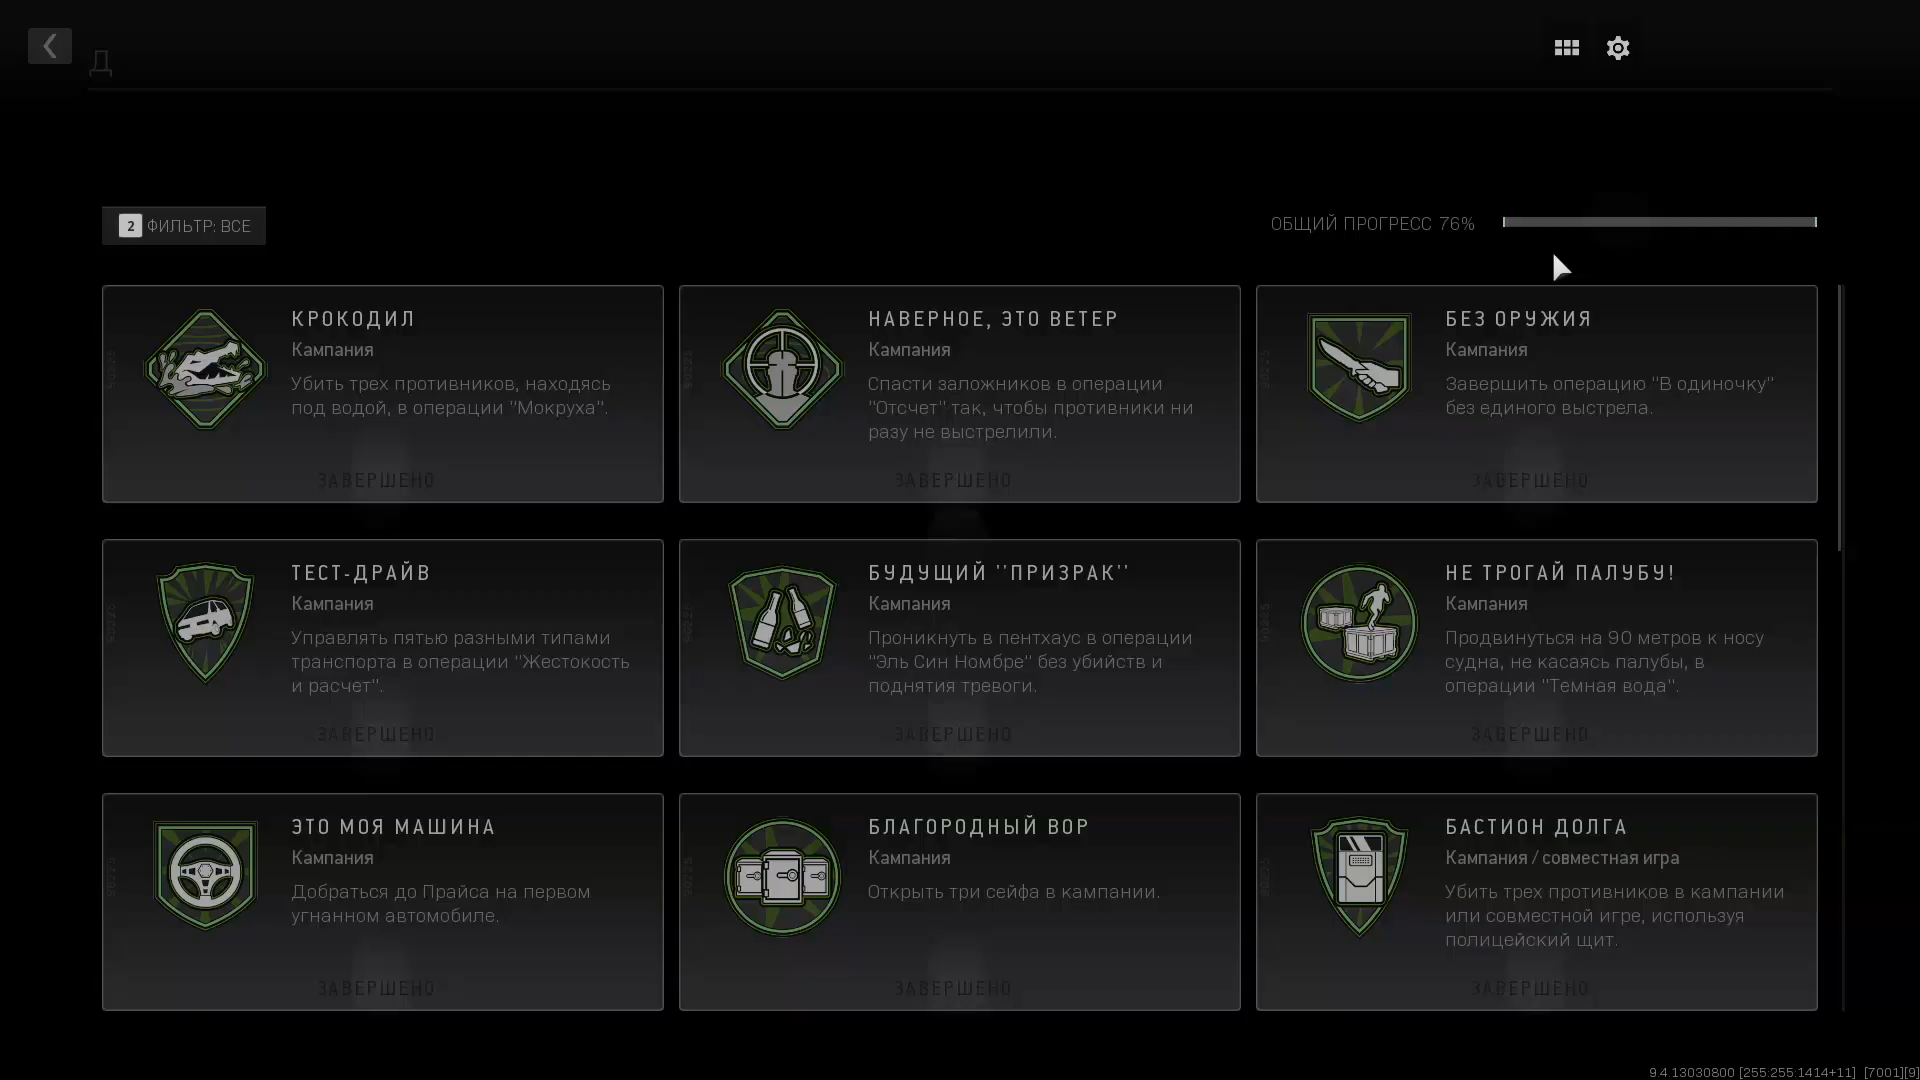 Д
2 ФИЛЬТР: ВСЕ
ОБЩИЙ ПРОГРЕСС 76%
КРОКОДИЛ
Кампания
Убить трех противников, находясь
под водой, в операции "Мокруха".
ЗАВЕРШЕНО
НАВЕРНОЕ, ЭТО ВЕТЕР
Кампания
Спасти заложников в операции
"Отсчет" так, чтобы противники ни
разу не выстрелили.
ЗАВЕРШЕНО
БЕЗ ОРУЖИЯ
Кампания
Завершить операцию "В одиночку"
без единого выстрела.
ЗАВЕРШЕНО
ТЕСТ-ДРАЙВ
Кампания
Управлять пятью разными типами
транспорта в операции "Жестокость
и расчет".
ЗАВЕРШЕНО
БУДУЩИЙ ''ПРИЗРАК''
Кампания
Проникнуть в пентхаус в операции
"Эль Син Номбре" без убийств и
поднятия тревоги.
ЗАВЕРШЕНО
НЕ ТРОГАЙ ПАЛУБУ!
Кампания
Продвинуться на 90 метров к носу
судна, не касаясь палубы, в
операции "Темная вода".
ЗАВЕРШЕНО
ЭТО МОЯ МАШИНА
Кампания
Добраться до Прайса на первом
угнанном автомобиле.
ЗАВЕРШЕНО
БЛАГОРОДНЫЙ ВОР
Кампания
Открыть три сейфа в кампании.
ЗАВЕРШЕНО
БАСТИОН ДОЛГА
Кампания / совместная игра
Убить трех противников в кампании
или совместной игре, используя
полицейский щит.
ЗАВЕРШЕНО
9.4.13030800 [255:255:1414+11] [7001][9]